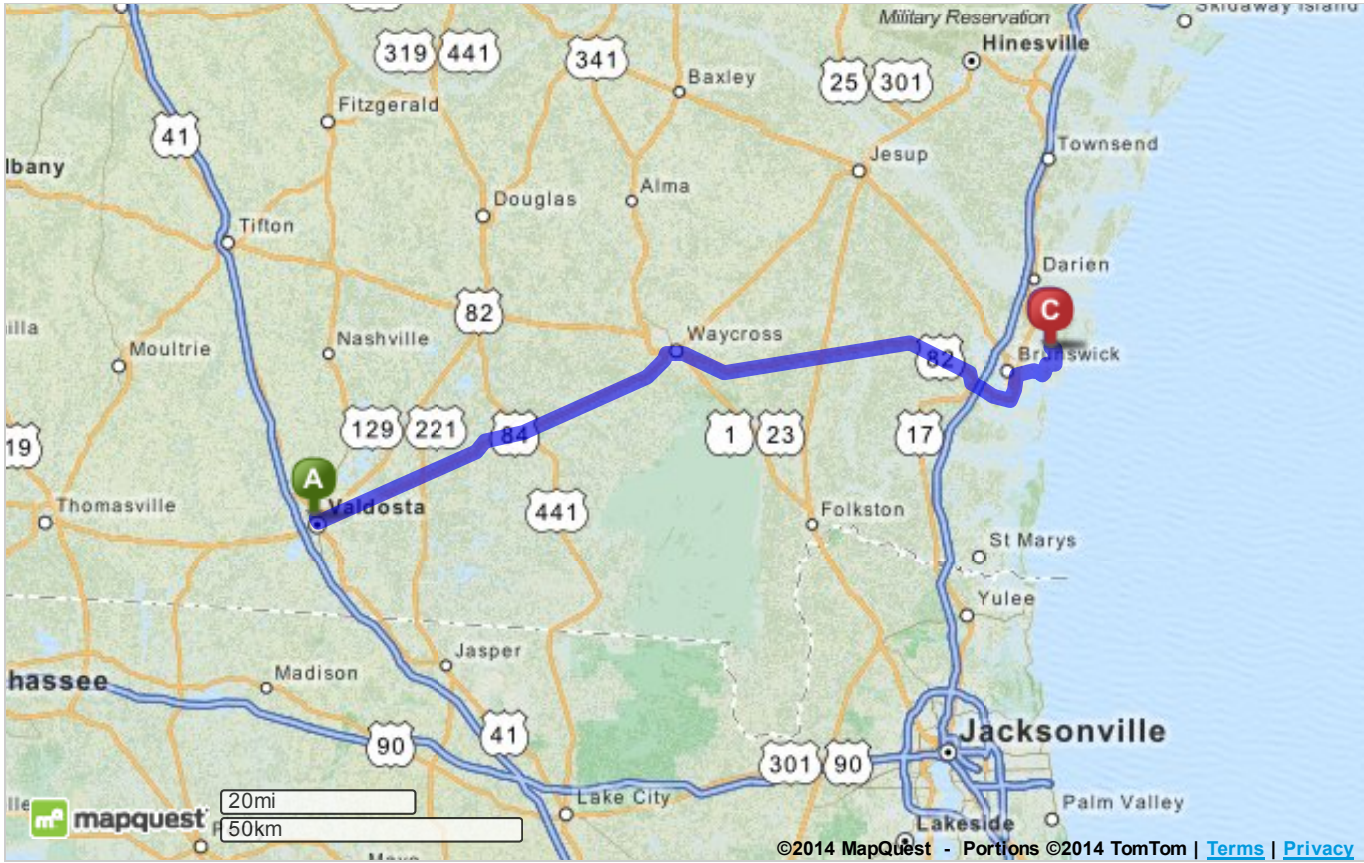 Skidaway Island
Military Reservation
Hinesville
319
441
341
25
301
Baxley
Fitzgerald
41
Townsend
lbany
Jesup
Alma
Douglas
Tifton
Darien
82
C
illa
Nashville
Waycross
Moultrie
82
Brunswick
129
221
84
1
23
17
19
A
Valdosta
Thomasville
441
Folkston
St Marys
Yulee
Jasper
Madison
hassee
Jacksonville
90
41
301
90
20mi
mapquest
50km
Lake City
Palm Valley
Lakeside
Mayo
©2014 MapQuest - Portions ©2014 TomTom | Terms | Privacy